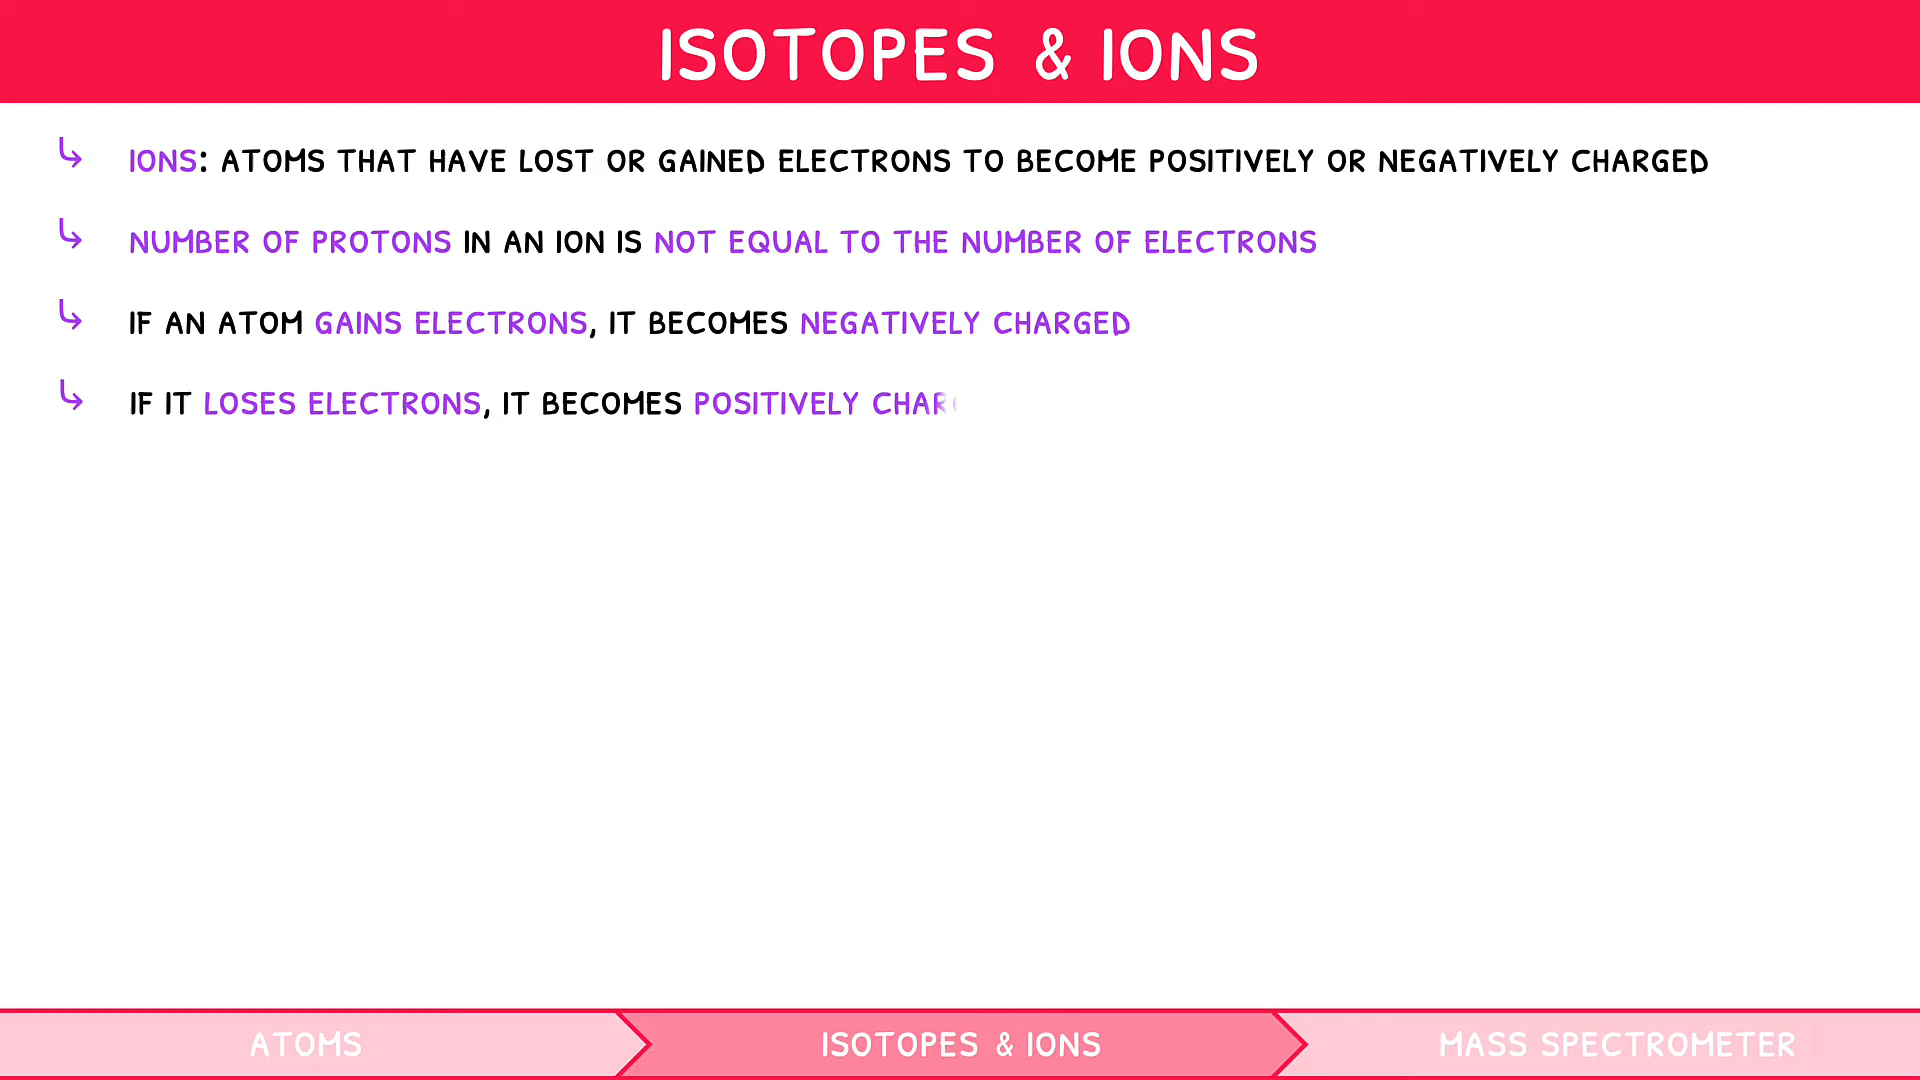 ISOTOPES & IONS
IONS: ATOMS THAT HAVE LOST OR GAINED ELECTRONS TO BECOME POSITIVELY OR NEGATIVELY CHARGED
NUMBER OF PROTONS IN AN ION IS NOT EQUAL TO THE NUMBER OF ELECTRONS
IF AN ATOM GAINS ELECTRONS, IT BECOMES NEGATIVELY CHARGED
IF IT LOSES ELECTRONS, IT BECOMES POSITIVELY CHAR
ATOMS
ISOTOPES & IONS
MASS SPECTROMETER